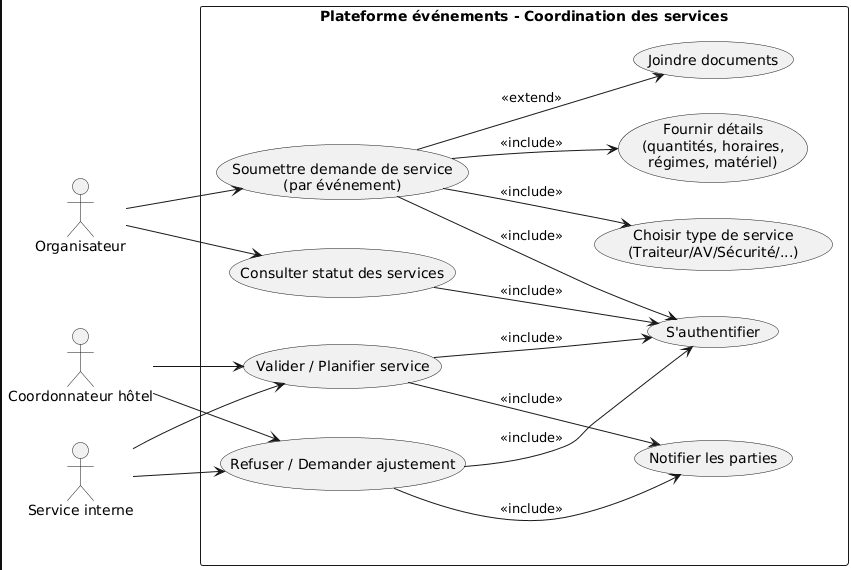 Plateforme événements - Coordination des services
Joindre documents
«extend»
Fournir détails
(quantités, horaires,
régimes, matériel)
«include»
Soumettre demande de service
(par événement)
«include»
Choisir type de service
(Traiteur/AV/Sécurité/...)
«include»
Organisateur
Consulter statut des services
«include»
S'authentifier
«include»
Valider / Planifier service
Coordonnateur hôtel
«include»
«include»
Refuser / Demander ajustement
Notifier les parties
Service interne
«include»